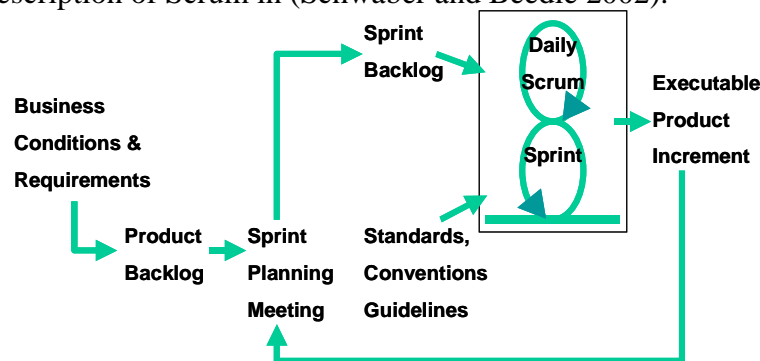 escription of Scrum in (Schwaber and Beedle 2002).
Sprint
Backlog
Daily
Scrum
Sprint
Executable
Product
Increment
Business
Conditions &
Requirements
Product
Backlog
Sprint
Planning
Meeting
Standards,
Conventions
Guidelines